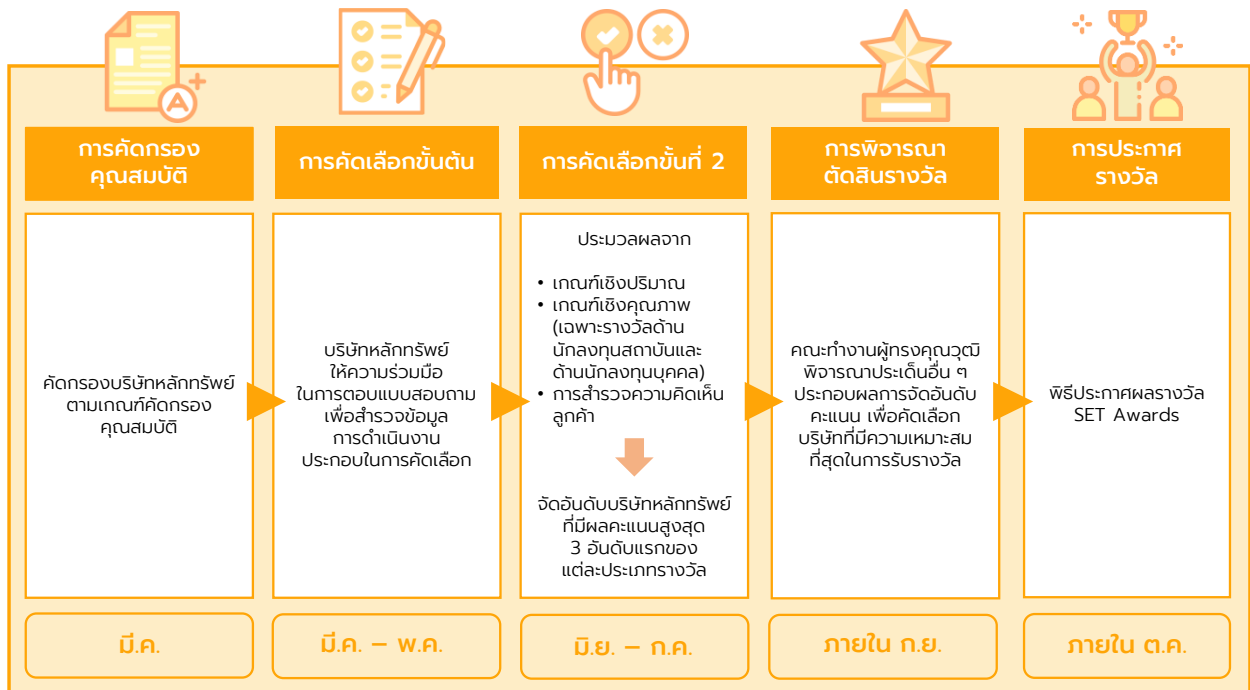 A+
การคัดกรอง
คุณสมบัติ
การคัดเลือกขั้นต้น
การคัดเลือกขั้นที่ 2
การพิจารณา
ตัดสินรางวัล
การประกาศ
รางวัล
คัดกรองบริษัทหลักทรัพย์
ตามเกณฑ์คัดกรอง
คุณสมบัติ
บริษัทหลักทรัพย์
ให้ความร่วมมือ
ในการตอบแบบสอบถาม
เพื่อสำรวจข้อมูล
การดำเนินงาน
ประกอบในการคัดเลือก
ประมวลผลจาก
• เกณฑ์เชิงปริมาณ
• เกณฑ์เชิงคุณภาพ
(เฉพาะรางวัลด้าน
นักลงทุนสถาบันและ
ด้านนักลงทุนบุคคล)
• การสำรวจความคิดเห็น
ลูกค้า
จัดอันดับบริษัทหลักทรัพย์
ที่มีผลคะแนนสูงสุด
3 อันดับแรกของ
แต่ละประเภทรางวัล
คณะทำงานผู้ทรงคุณวุฒิ
พิจารณาประเด็นอื่น ๆ
ประกอบผลการจัดอันดับ
คะแนน เพื่อคัดเลือก
บริษัทที่มีความเหมาะสม
ที่สุดในการรับรางวัล
พิธีประกาศผลรางวัล
SET Awards
มี.ค.
มี.ค. – พ.ค.
มิ.ย. – ก.ค.
ภายใน ก.ย.
ภายใน ต.ค.